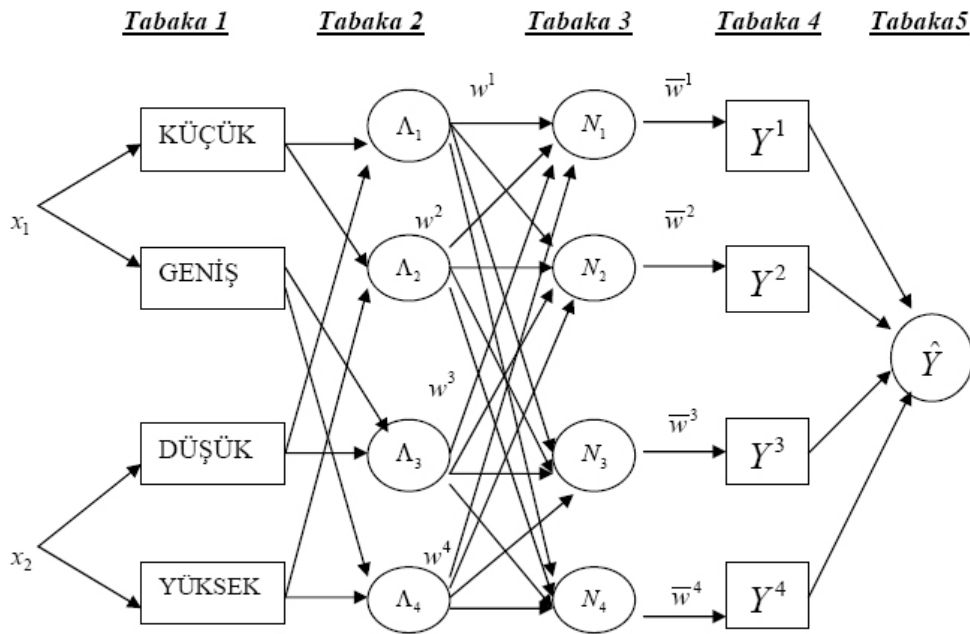 Tabaka 1 Tabaka 2 Tabaka 3 Tabaka 4 Tabaka5
w¹ w̅¹
KÜÇÜK Λ₁ N₁ Y¹
x₁ w² w̅²
GENİŞ Λ₂ N₂ Y²
Ŷ
w³ w̅³
DÜŞÜK Λ₃ N₃ Y³
x₂ w⁴ w̅⁴
YÜKSEK Λ₄ N₄ Y⁴